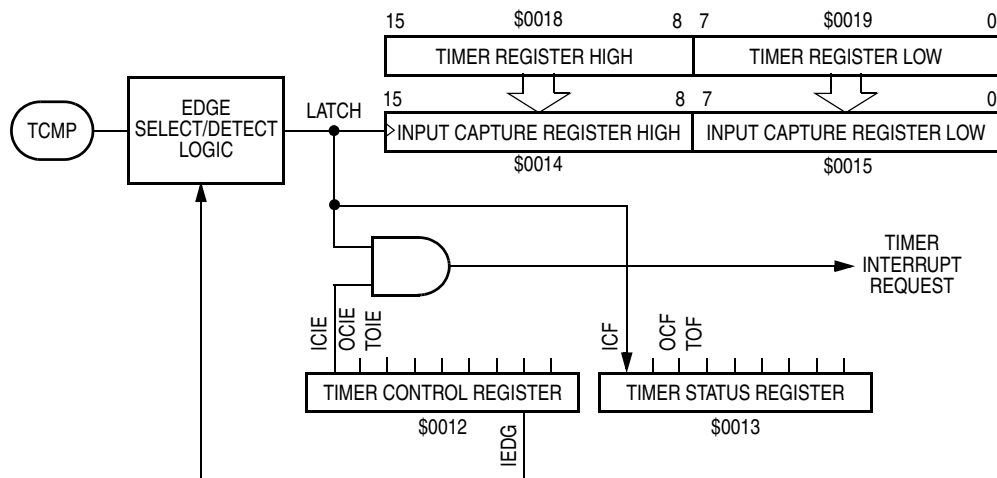 15 $0018 8 7 $0019 0
TIMER REGISTER HIGH TIMER REGISTER LOW
15 8 7 0
TCMP
EDGE
SELECT/DETECT
LOGIC
LATCH
INPUT CAPTURE REGISTER HIGH INPUT CAPTURE REGISTER LOW
$0014 $0015
TIMER
INTERRUPT
REQUEST
ICIE
OCIE
TOIE
ICF
OCF
TOF
TIMER CONTROL REGISTER
TIMER STATUS REGISTER
$0012
$0013
IEDG